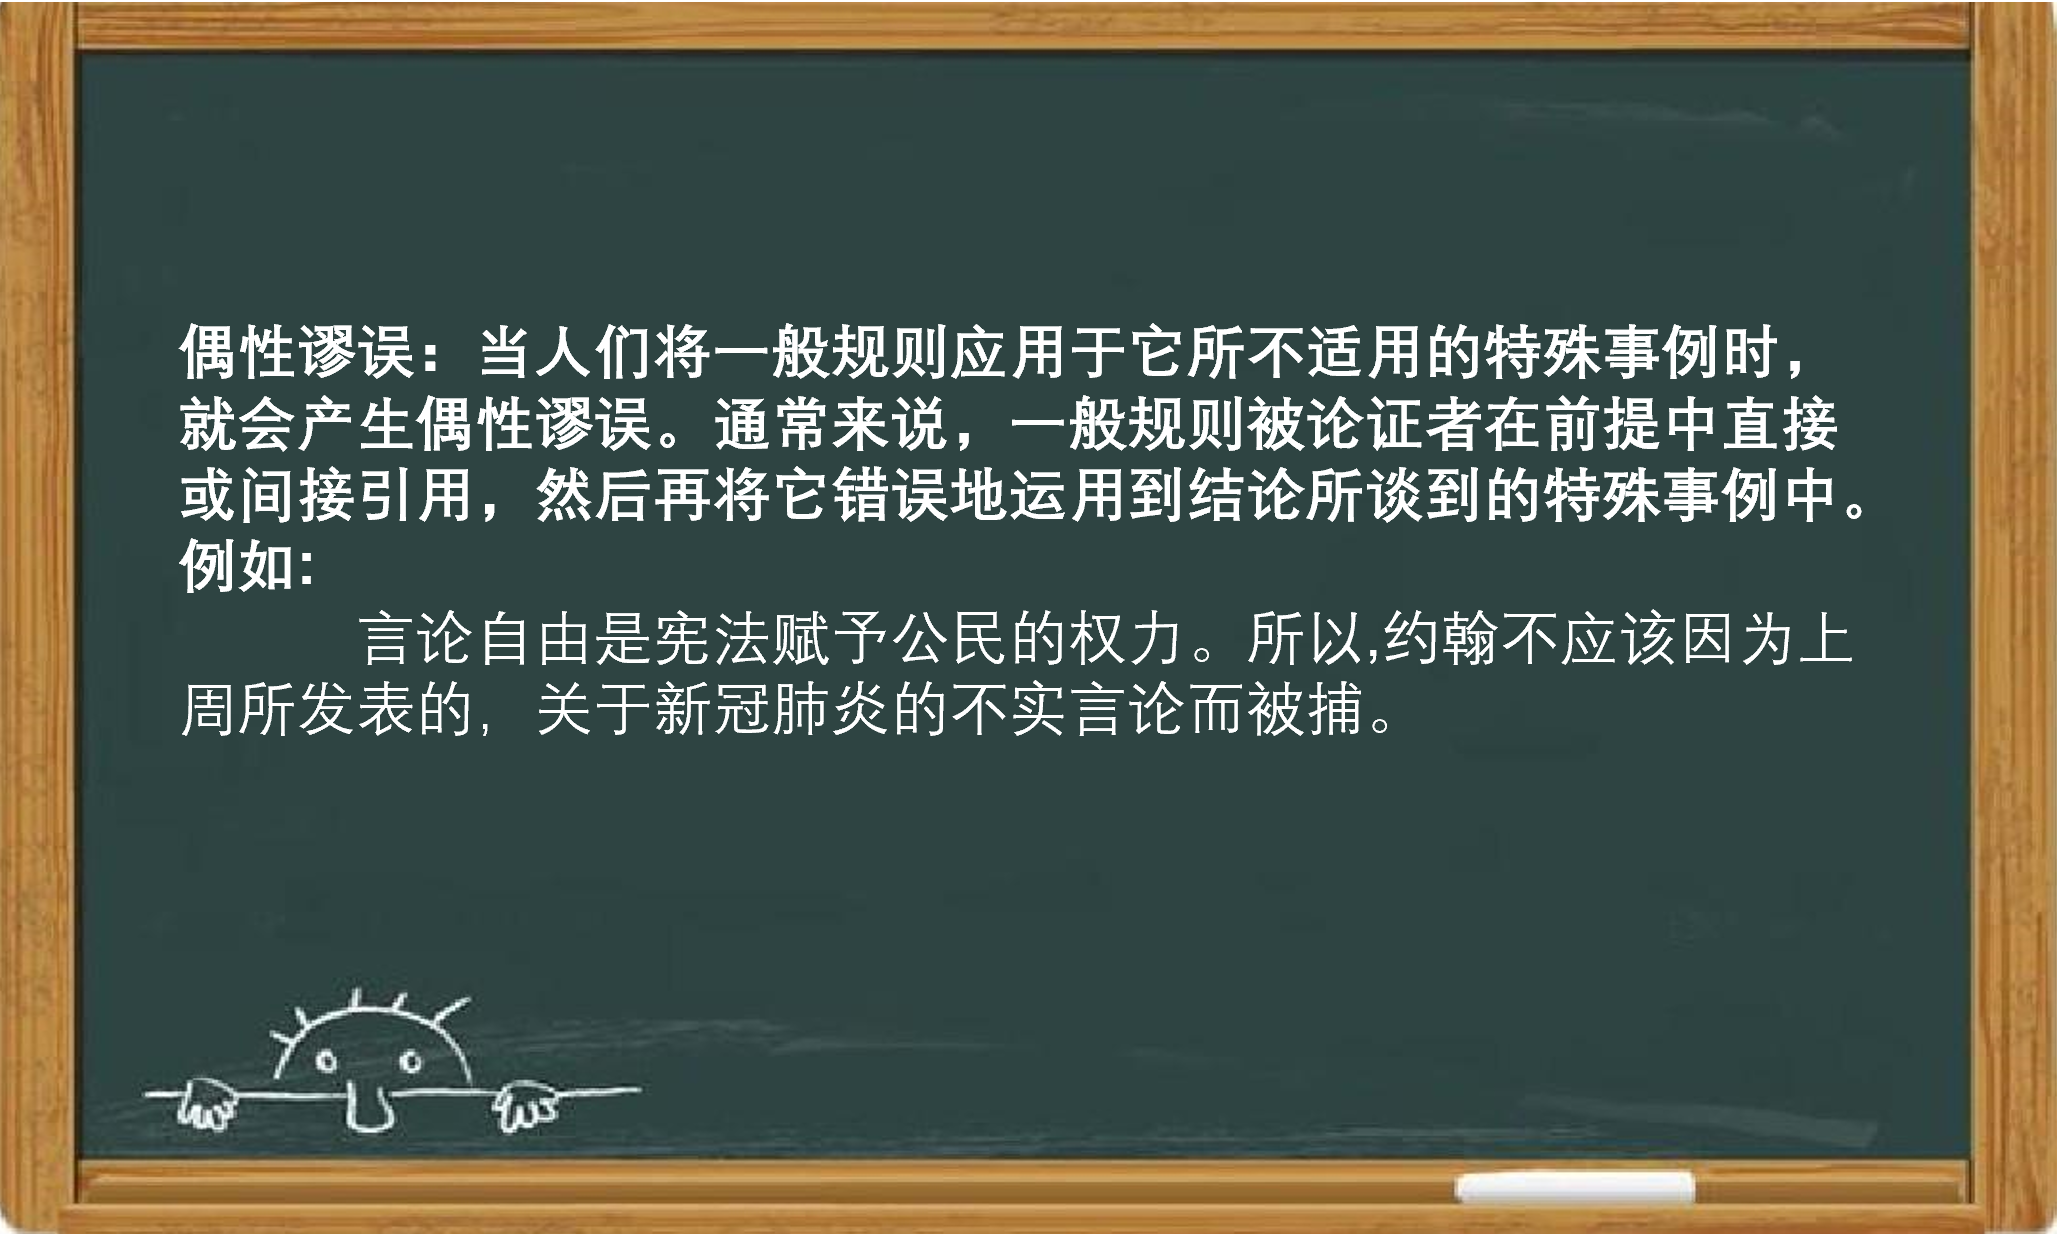 偶性谬误：当人们将一般规则应用于它所不适用的特殊事例时，
就会产生偶性谬误。通常来说，一般规则被论证者在前提中直接
或间接引用，然后再将它错误地运用到结论所谈到的特殊事例中。
例如:
言论自由是宪法赋予公民的权力。所以,约翰不应该因为上
周所发表的，关于新冠肺炎的不实言论而被捕。